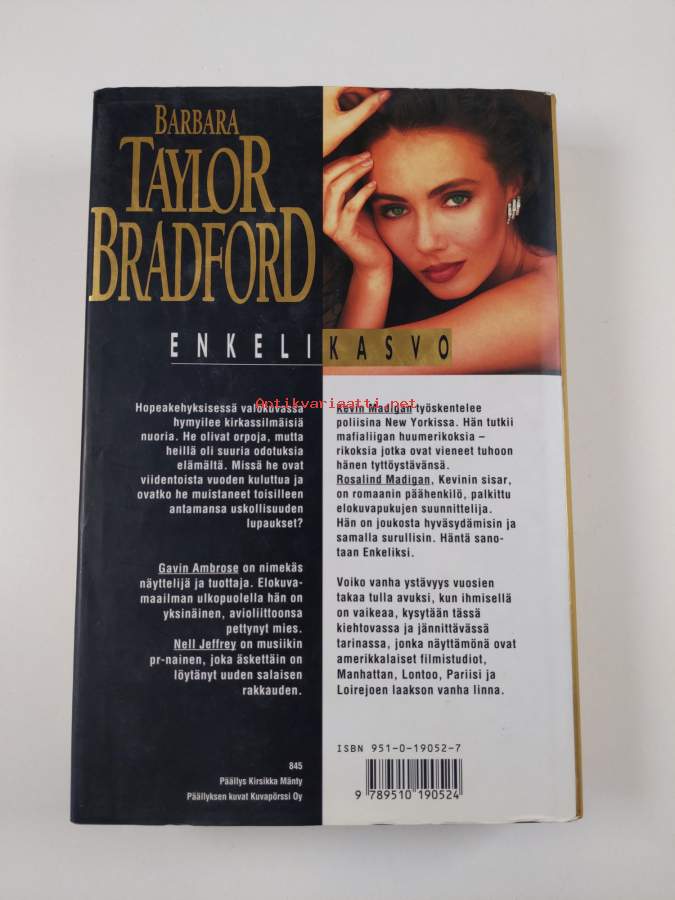 BARBARA
TAYLOR
BRADFORD
ENKELIKASVO
Antikvariaatti.net
Hopeakehyksisessä valokuvassa
hymyilee kirkassilmäisiä
nuoria. He olivat orpoja, mutta
heillä oli suuria odotuksia
elämältä. Missä he ovat
viidentoista vuoden kuluttua ja
ovatko he muistaneet toisilleen
antamansa uskollisuuden
lupaukset?
Gavin Ambrose on nimekäs
näyttelijä ja tuottaja. Elokuva-
maailman ulkopuolella hän on
yksinäinen, avioliittoonsa
pettynyt mies.
Nell Jeffrey on musiikin
pr-nainen, joka äskettäin on
löytänyt uuden salaisen
rakkauden.
845
Päällys Kirsikka Mänty
Päällyksen kuvat Kuvapörssi Oy
Kevin Madigan työskentelee
poliisina New Yorkissa. Hän tutkii
mafialiigan huumerikoksia –
rikoksia jotka ovat vieneet tuhoon
hänen tyttöystävänsä.
Rosalind Madigan, Kevinin sisar,
on romaanin päähenkilö, palkittu
elokuvapukujen suunnittelija.
Hän on joukosta hyväsydämisin ja
samalla surullisin. Häntä sano-
taan Enkeliksi.
Voiko vanha ystävyys vuosien
takaa tulla avuksi, kun ihmisellä
on vaikeaa, kysytään tässä
kiehtovassa ja jännittävässä
tarinassa, jonka näyttämönä ovat
amerikkalaiset filmistudiot,
Manhattan, Lontoo, Pariisi ja
Loirejoen laakson vanha linna.
ISBN 951-0-19052-7
9 789510 190524